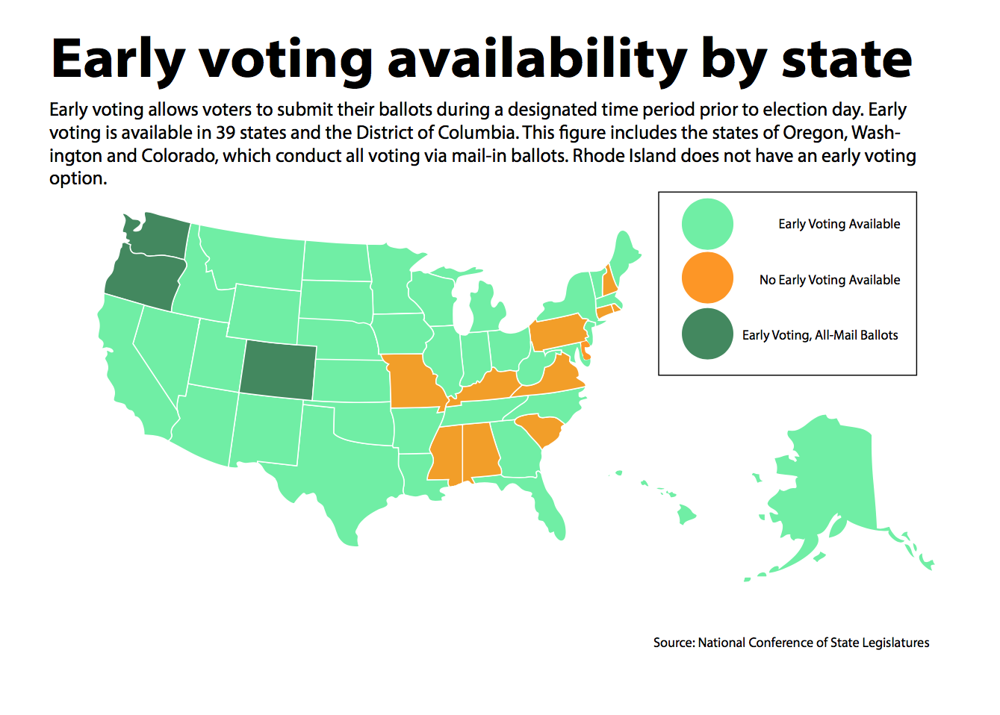 Early voting availability by state
Early voting allows voters to submit their ballots during a designated time period prior to election day. Early
voting is available in 39 states and the District of Columbia. This figure includes the states of Oregon, Wash-
ington and Colorado, which conduct all voting via mail-in ballots. Rhode Island does not have an early voting
option.
Early Voting Available
No Early Voting Available
Early Voting, All-Mail Ballots
Source: National Conference of State Legislatures